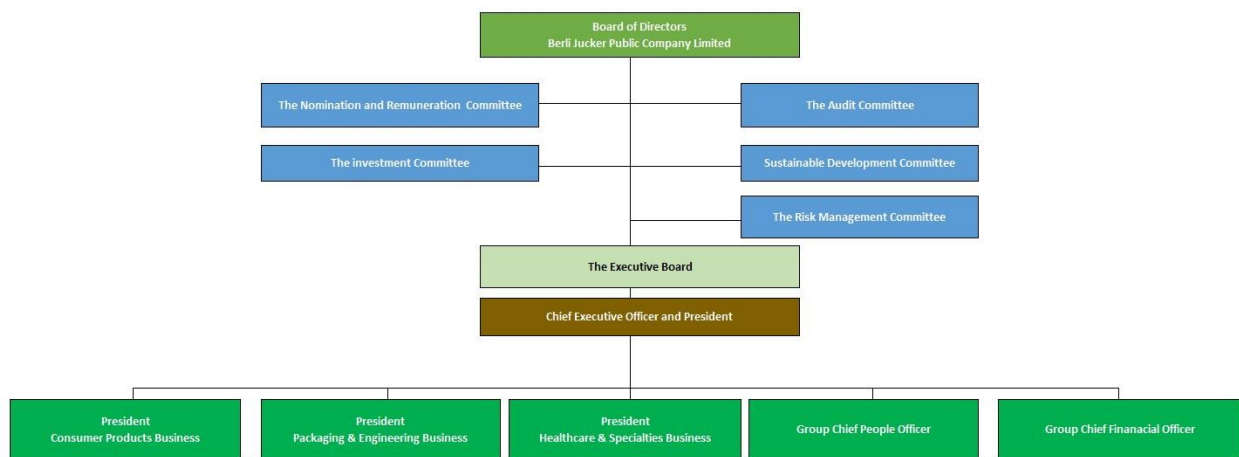 Board of Directors
Berli Jucker Public Company Limited
The Nomination and Remuneration Committee
The Audit Committee
The investment Committee
Sustainable Development Committee
The Risk Management Committee
The Executive Board
Chief Executive Officer and President
President
Consumer Products Business
President
Packaging & Engineering Business
President
Healthcare & Specialties Business
Group Chief People Officer
Group Chief Finanacial Officer